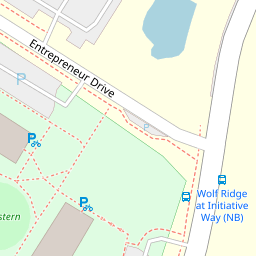 Entrepreneur Drive
P
P
P
P
Wolf Ridge
at Initiative
Way (NB)
stern